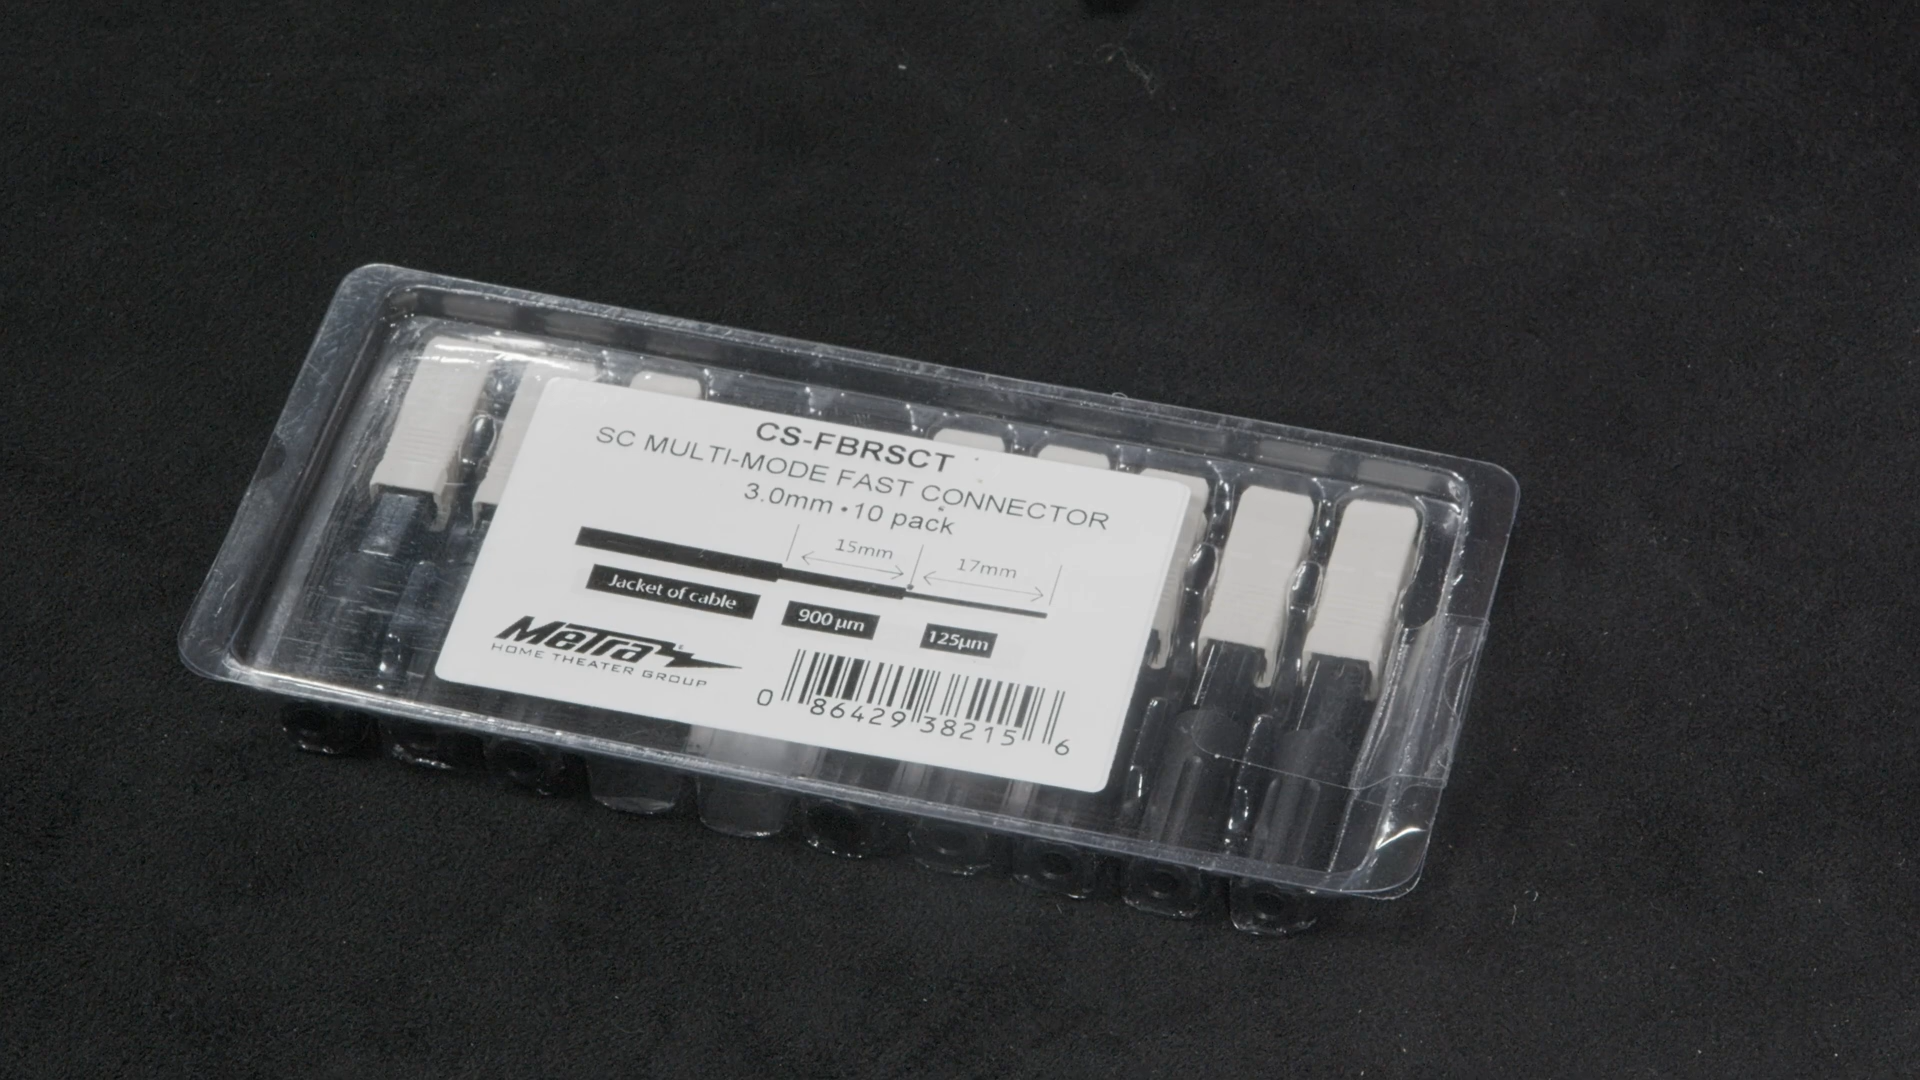 CS-FBRSCT
SC MULTI-MODE FAST CONNECTOR
3.0mm • 10 pack
15mm
17mm
Jacket of cable
900 µm
125µm
MeTra
HOME THEATER GROUP
0 86429 38215 6